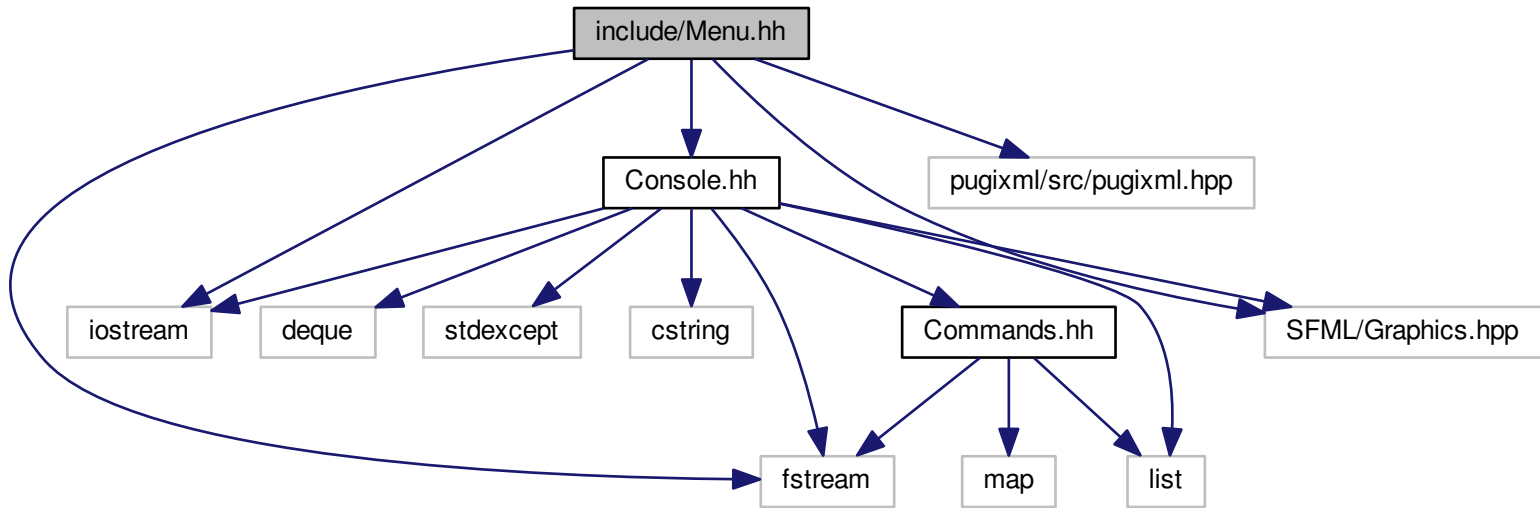 include/Menu.hh
Console.hh
pugixml/src/pugixml.hpp
iostream
deque
stdexcept
cstring
Commands.hh
SFML/Graphics.hpp
fstream
map
list